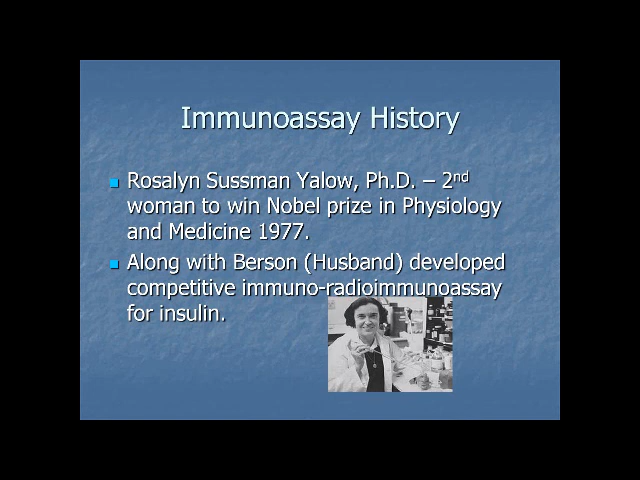 Immunoassay History
Rosalyn Sussman Yalow, Ph.D. – 2nd
woman to win Nobel prize in Physiology
and Medicine 1977.
Along with Berson (Husband) developed
competitive immuno-radioimmunoassay
for insulin.